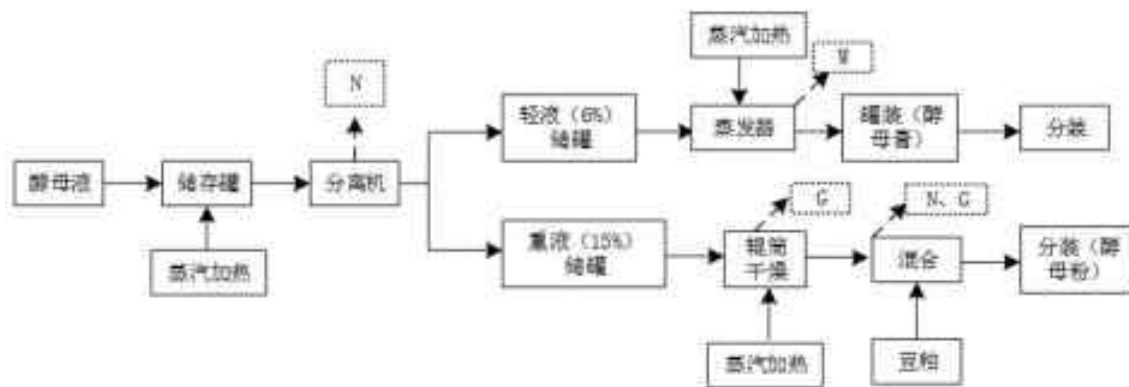 蒸汽加热
W
N
轻液（6%）
储罐
蒸发器
罐装（酵
母膏）
分装
酵母液
储存罐
分离机
G
N、G
重液（15%）
储罐
辊筒
干燥
混合
分装（酵
母粉）
蒸汽加热
蒸汽加热
豆粕